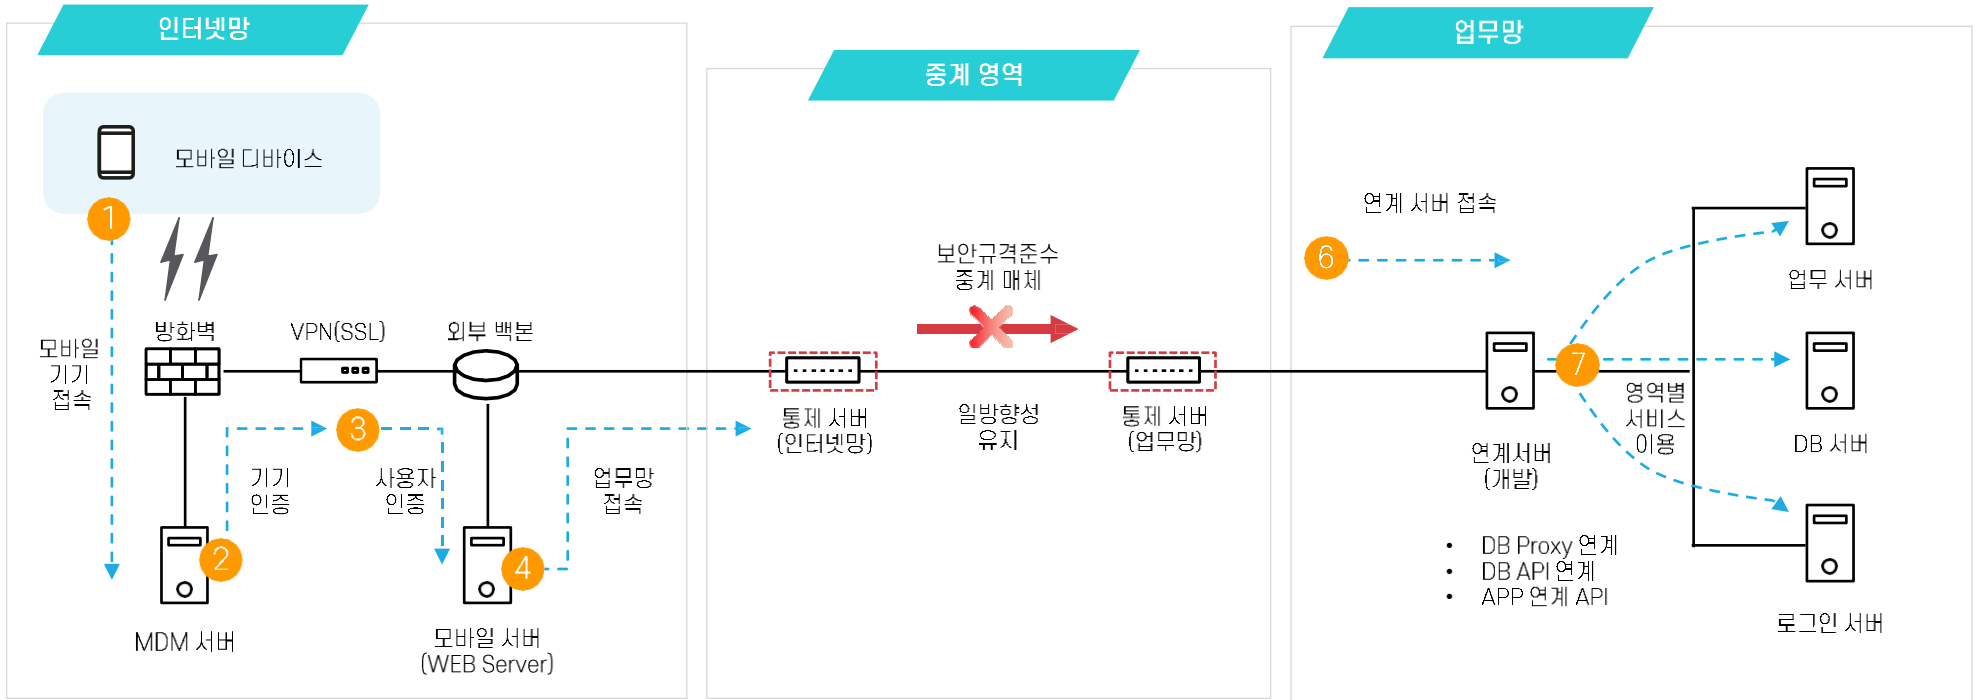 인터넷망
중계 영역
업무망
모바일 디바이스
1
모바일
기기
접속
방화벽
VPN(SSL)
외부 백본
2
기기
인증
3
사용자
인증
4
업무망
접속
MDM 서버
모바일 서버
(WEB Server)
보안규격준수
중계 매체
통제 서버
(인터넷망)
일방향성
유지
통제 서버
(업무망)
연계 서버 접속
6
7
영역별
서비스
이용
연계서버
(개발)
• DB Proxy 연계
• DB API 연계
• APP 연계 API
업무 서버
DB 서버
로그인 서버